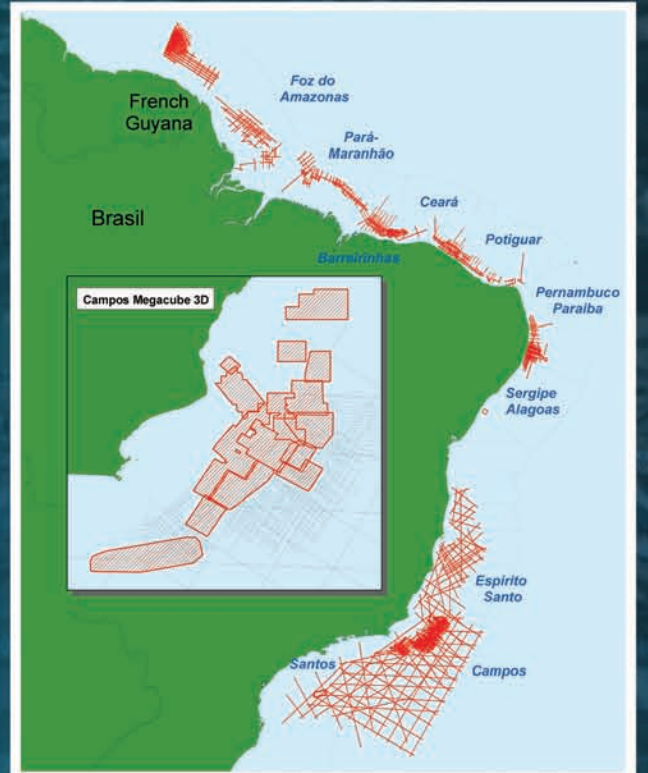 Foz do
Amazonas
French
Guyana
Pará-
Maranhão
Brasil
Ceará
Potiguar
Barreirinhas
Pernambuco
Paraiba
Campos Megacube 3D
Sergipe
Alagoas
Espírito
Santo
Santos
Campos